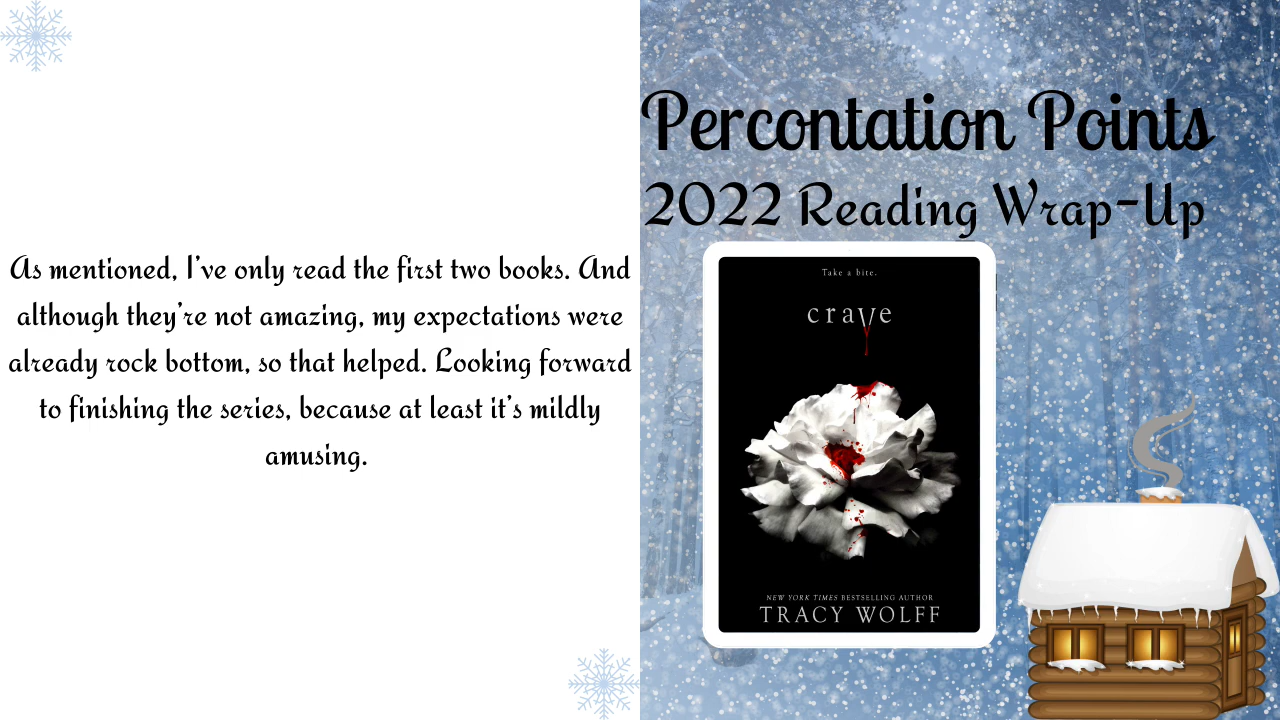 As mentioned, I've only read the first two books. And
although they're not amazing, my expectations were
already rock bottom, so that helped. Looking forward
to finishing the series, because at least it's mildly
amusing.
Percontation Points
2022 Reading Wrap-Up
Take a bite.
crave
NEW YORK TIMES BESTSELLING AUTHOR
TRACY WOLFF